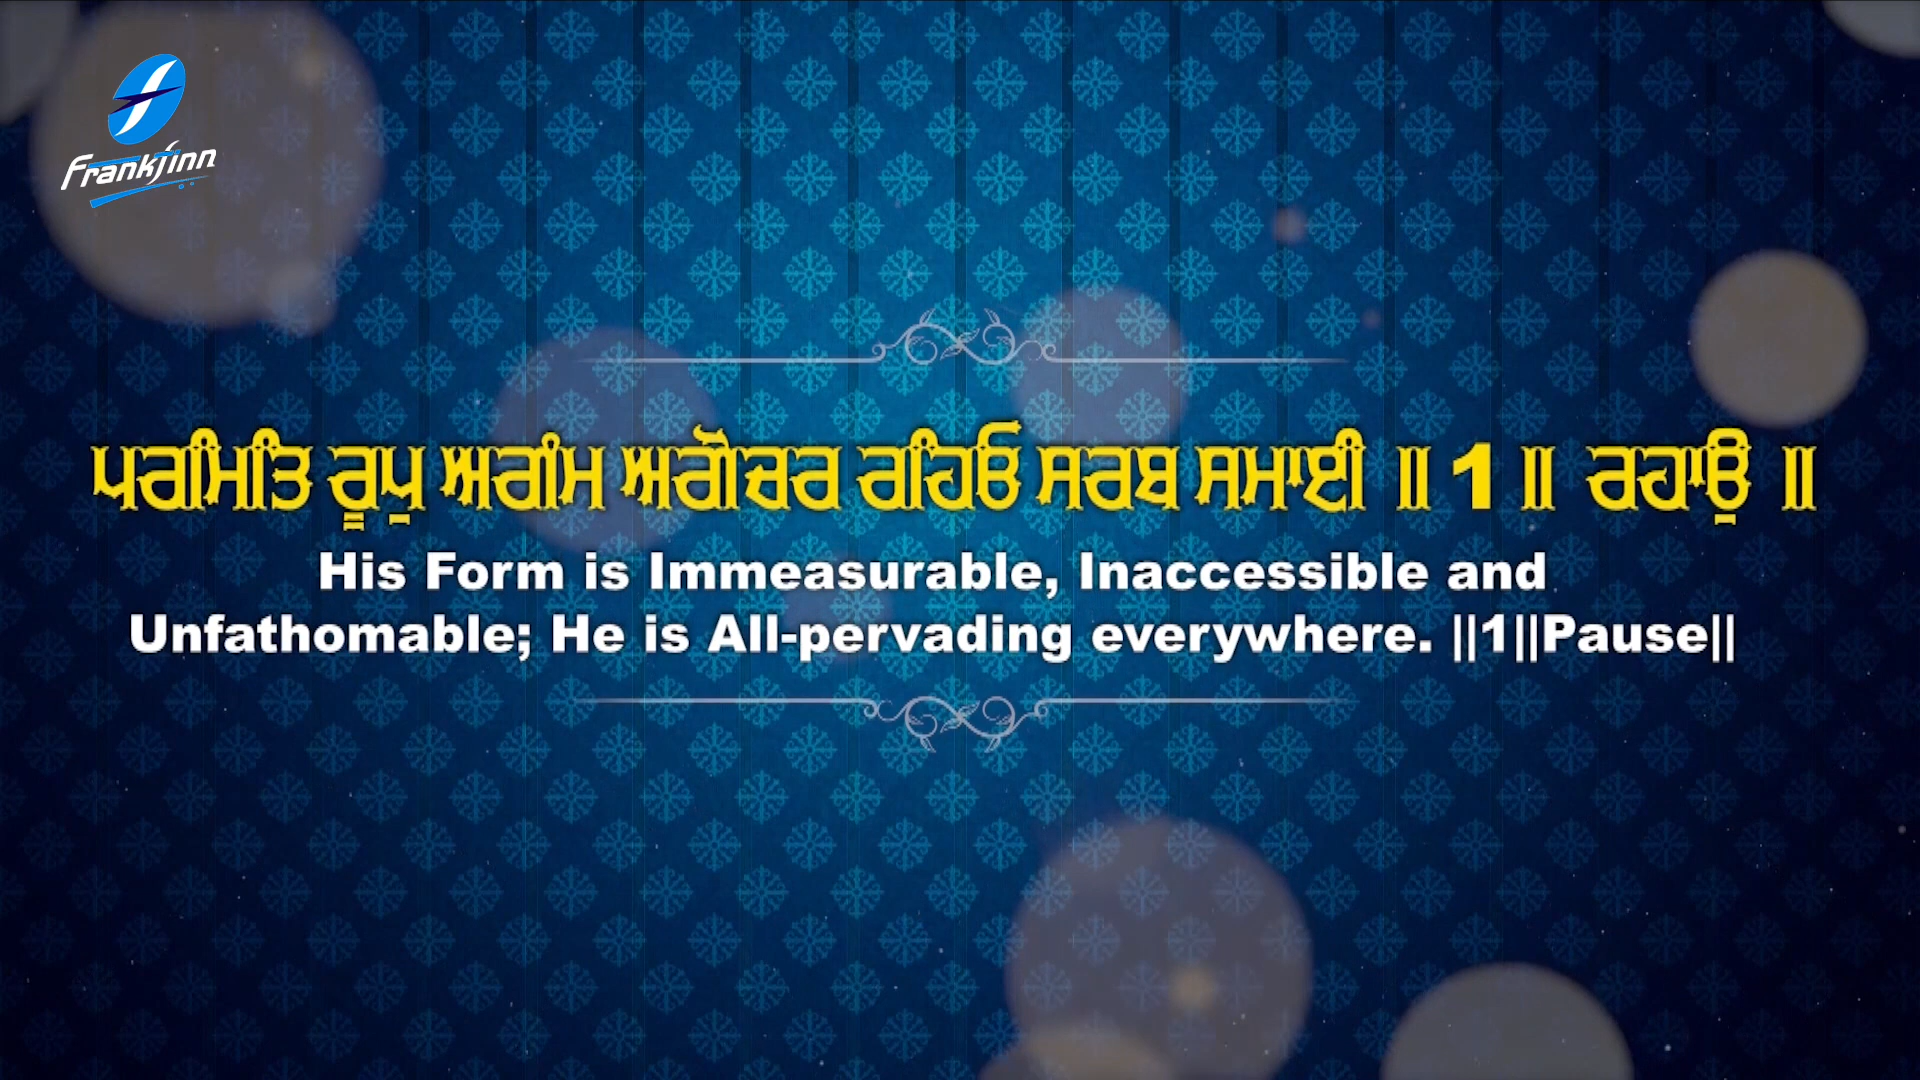 Frankfinn
ਪਰਮਿਤਿ ਰੂਪੁ ਅਗੰਮ ਅਗੋਚਰ ਰਹਿਓ ਸਰਬ ਸਮਾਈ ॥ 1 ॥ ਰਹਾਉ ॥
His Form is Immeasurable, Inaccessible and
Unfathomable; He is All-pervading everywhere. ||1||Pause||